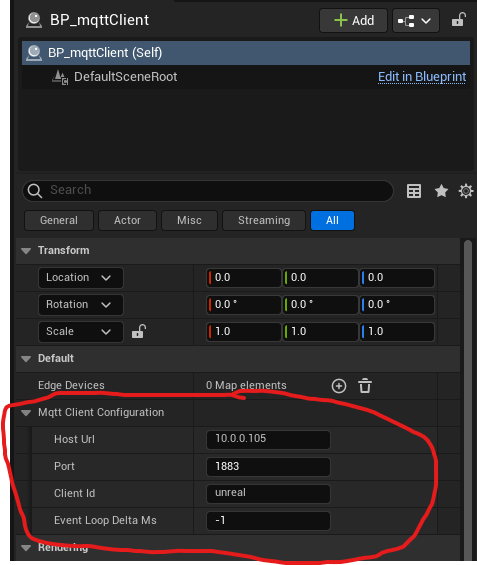 BP_mqttClient
Add
BP_mqttClient (Self)
DefaultSceneRoot Edit in Blueprint
Search
General Actor Misc Streaming All
Transform
Location 0.0 0.0 0.0
Rotation 0.0 ° 0.0 ° 0.0 °
Scale 1.0 1.0 1.0
Default
Edge Devices 0 Map elements
Mqtt Client Configuration
Host Url 10.0.0.105
Port 1883
Client Id unreal
Event Loop Delta Ms -1
Rendering